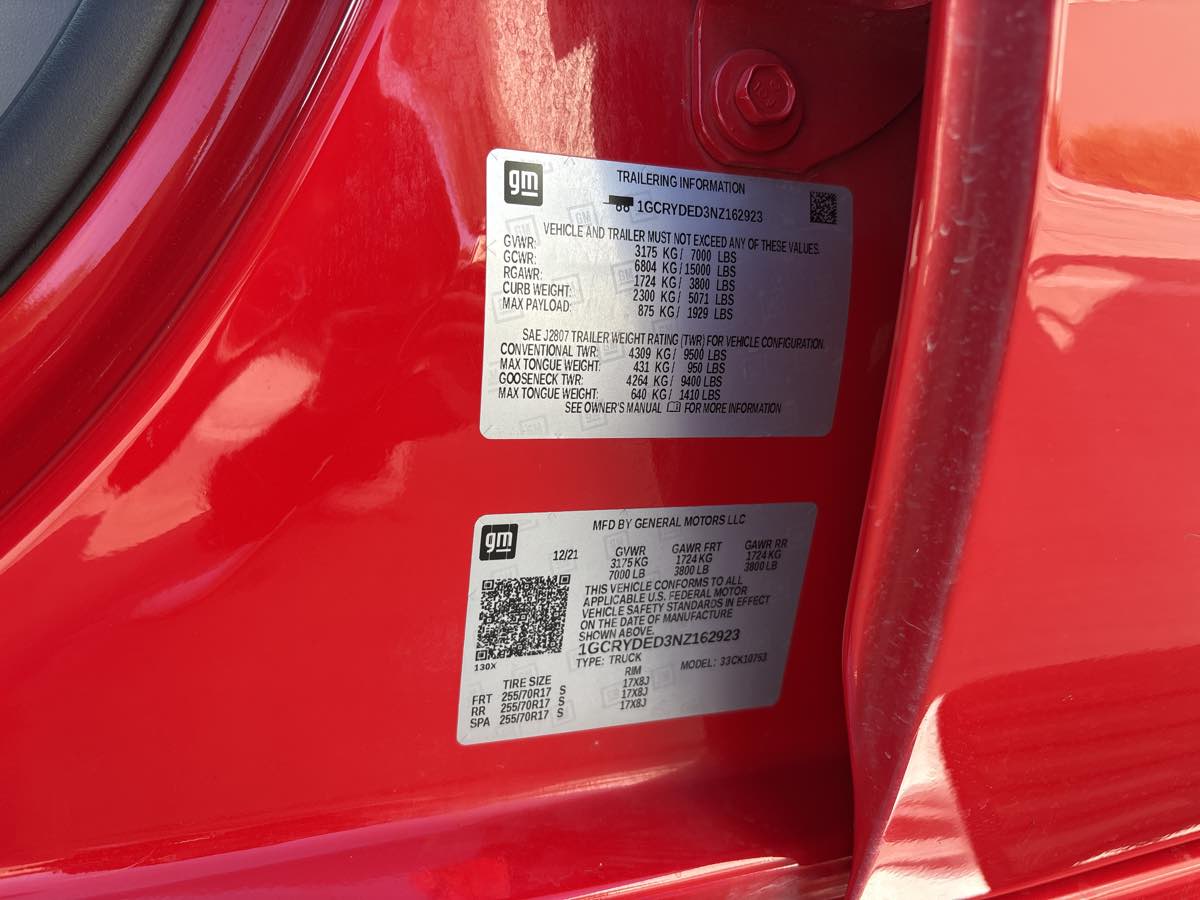 gm
TRAILERING INFORMATION
1GCRYDED3NZ162923
VEHICLE AND TRAILER MUST NOT EXCEED ANY OF THESE VALUES.
GVWR: 3175 KG / 7000 LBS
GCWR: 6804 KG / 15000 LBS
RGAWR: 1724 KG / 3800 LBS
CURB WEIGHT: 2300 KG / 5071 LBS
MAX PAYLOAD: 875 KG / 1929 LBS
SAE J2807 TRAILER WEIGHT RATING (TWR) FOR VEHICLE CONFIGURATION.
CONVENTIONAL TWR: 4309 KG / 9500 LBS
MAX TONGUE WEIGHT: 431 KG / 950 LBS
GOOSENECK TWR: 4264 KG / 9400 LBS
MAX TONGUE WEIGHT: 640 KG / 1410 LBS
SEE OWNER'S MANUAL FOR MORE INFORMATION
gm
MFD BY GENERAL MOTORS LLC
12/21 GVWR GAWR FRT GAWR RR
3175 KG 1724 KG 1724 KG
7000 LB 3800 LB 3800 LB
THIS VEHICLE CONFORMS TO ALL
APPLICABLE U.S. FEDERAL MOTOR
VEHICLE SAFETY STANDARDS IN EFFECT
ON THE DATE OF MANUFACTURE
SHOWN ABOVE.
1GCRYDED3NZ162923
130X
TYPE: TRUCK MODEL: 33CK10753
TIRE SIZE RIM
FRT 255/70R17 S 17X8J
RR 255/70R17 S 17X8J
SPA 255/70R17 S 17X8J